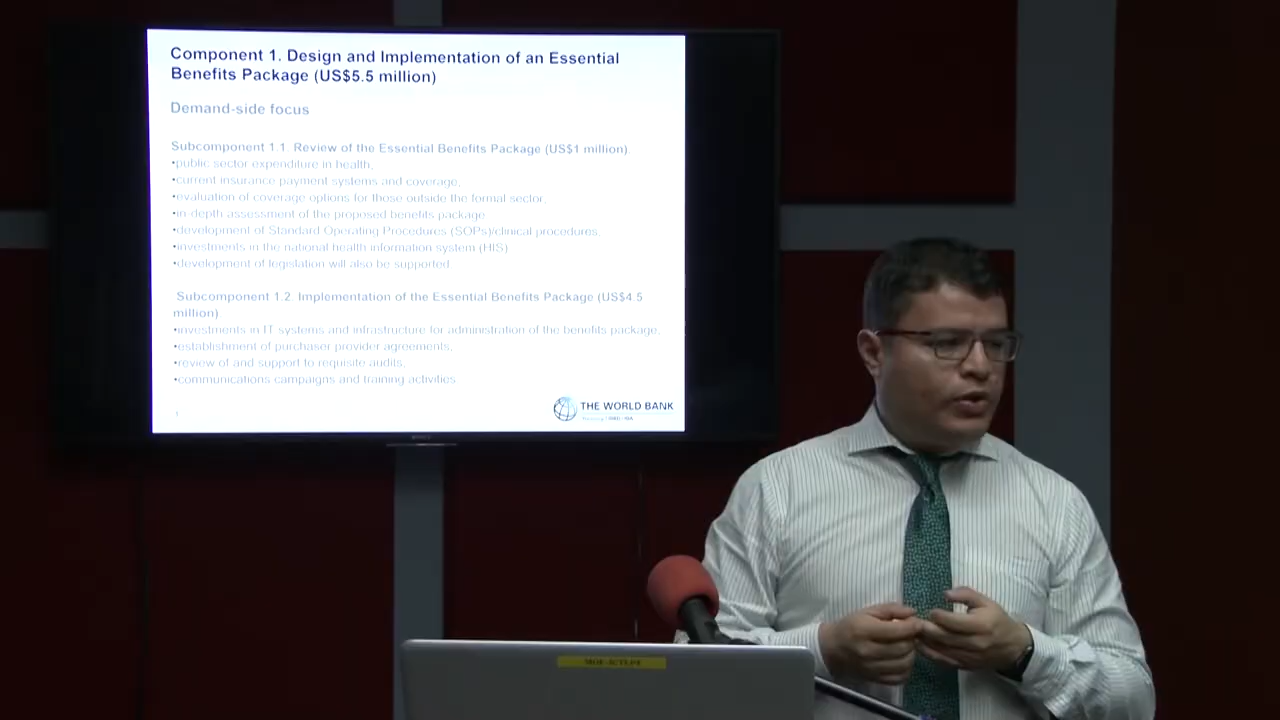 Component 1. Design and Implementation of an Essential
Benefits Package (US$5.5 million)
Demand-side focus
Subcomponent 1.1. Review of the Essential Benefits Package (US$1 million)
•public sector expenditure in health,
•current insurance payment systems and coverage,
•evaluation of coverage options for those outside the formal sector,
•in-depth assessment of the proposed benefits package
•development of Standard Operating Procedures (SOPs)/clinical procedures,
•investments in the national health information system (HIS)
•development of legislation will also be supported
Subcomponent 1.2. Implementation of the Essential Benefits Package (US$4.5
million).
•investments in IT systems and infrastructure for administration of the benefits package,
•establishment of purchaser provider agreements,
•review of and support to requisite audits,
•communications campaigns and training activities
THE WORLD BANK